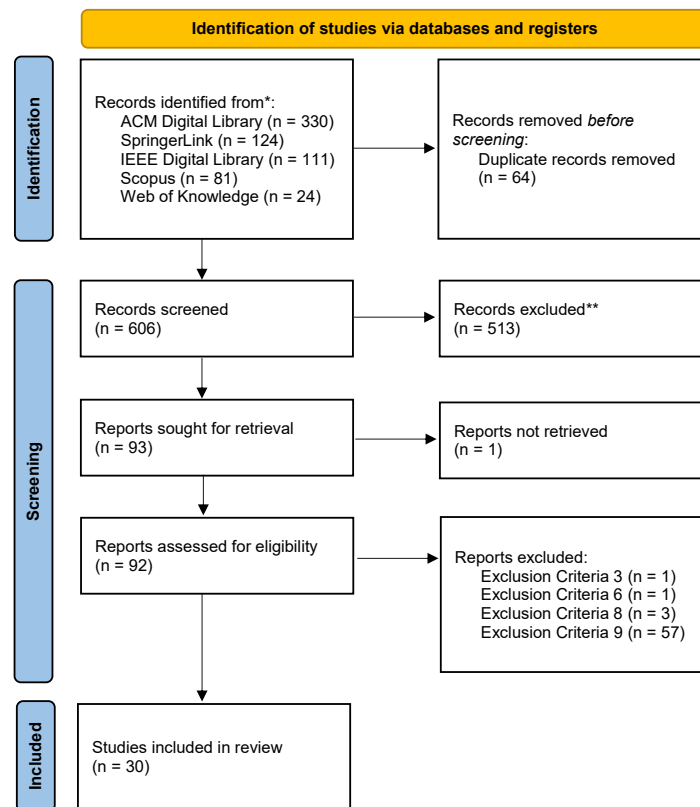 Identification of studies via databases and registers
Identification
Records identified from*:
ACM Digital Library (n = 330)
SpringerLink (n = 124)
IEEE Digital Library (n = 111)
Scopus (n = 81)
Web of Knowledge (n = 24)
Records removed before
screening:
Duplicate records removed
(n = 64)
Screening
Records screened
(n = 606)
Records excluded**
(n = 513)
Reports sought for retrieval
(n = 93)
Reports not retrieved
(n = 1)
Reports assessed for eligibility
(n = 92)
Reports excluded:
Exclusion Criteria 3 (n = 1)
Exclusion Criteria 6 (n = 1)
Exclusion Criteria 8 (n = 3)
Exclusion Criteria 9 (n = 57)
Included
Studies included in review
(n = 30)